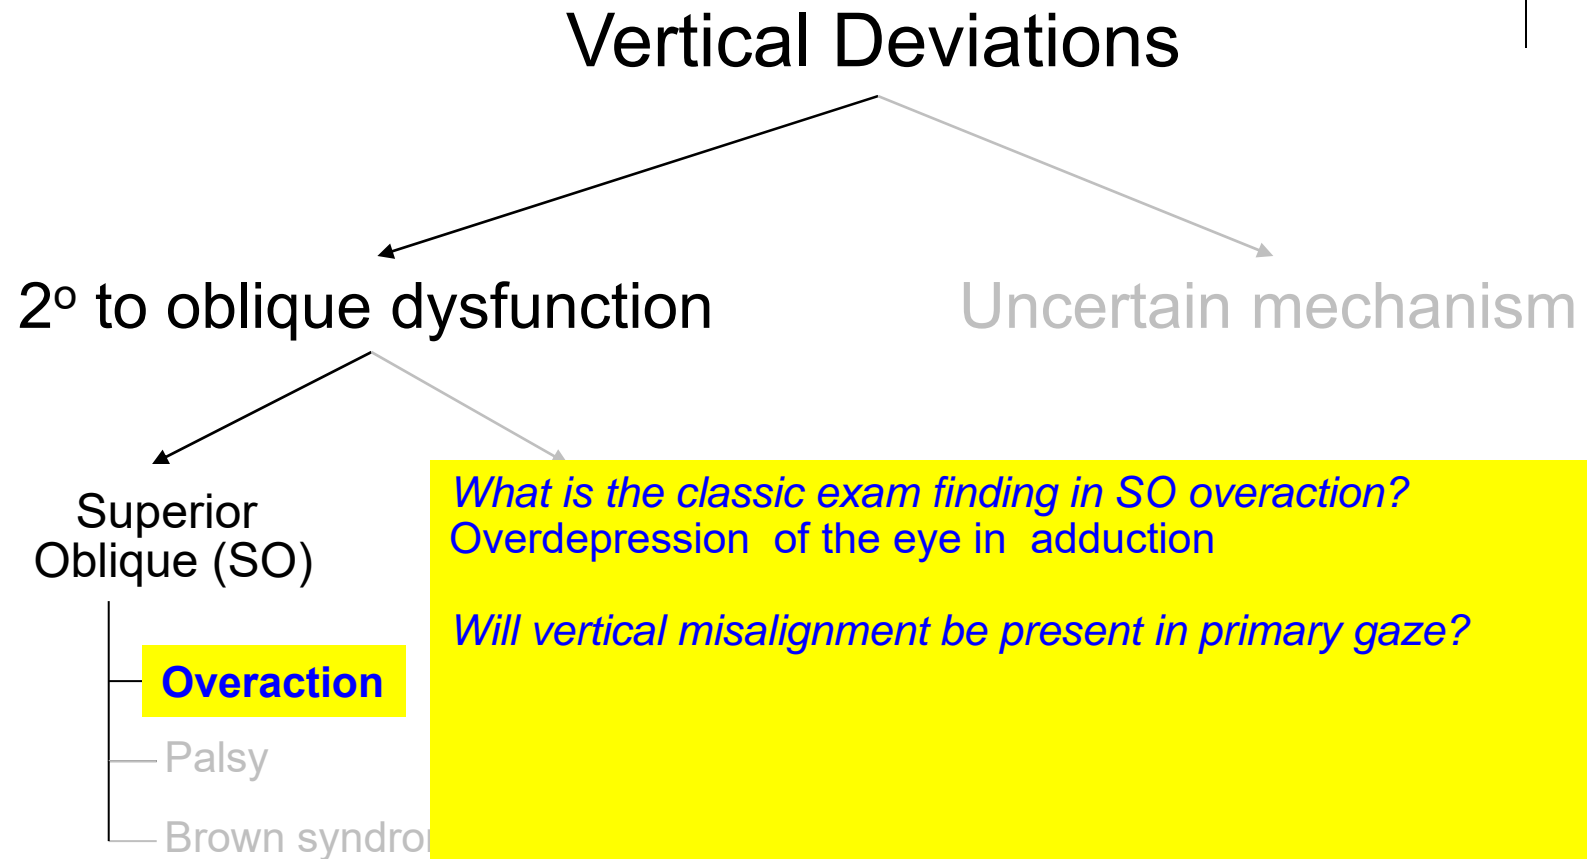 Vertical Deviations
2º to oblique dysfunction
Uncertain mechanism
Superior
Oblique (SO)
What is the classic exam finding in SO overaction?
Overdepression of the eye in adduction
Will vertical misalignment be present in primary gaze?
Overaction
Palsy
Brown